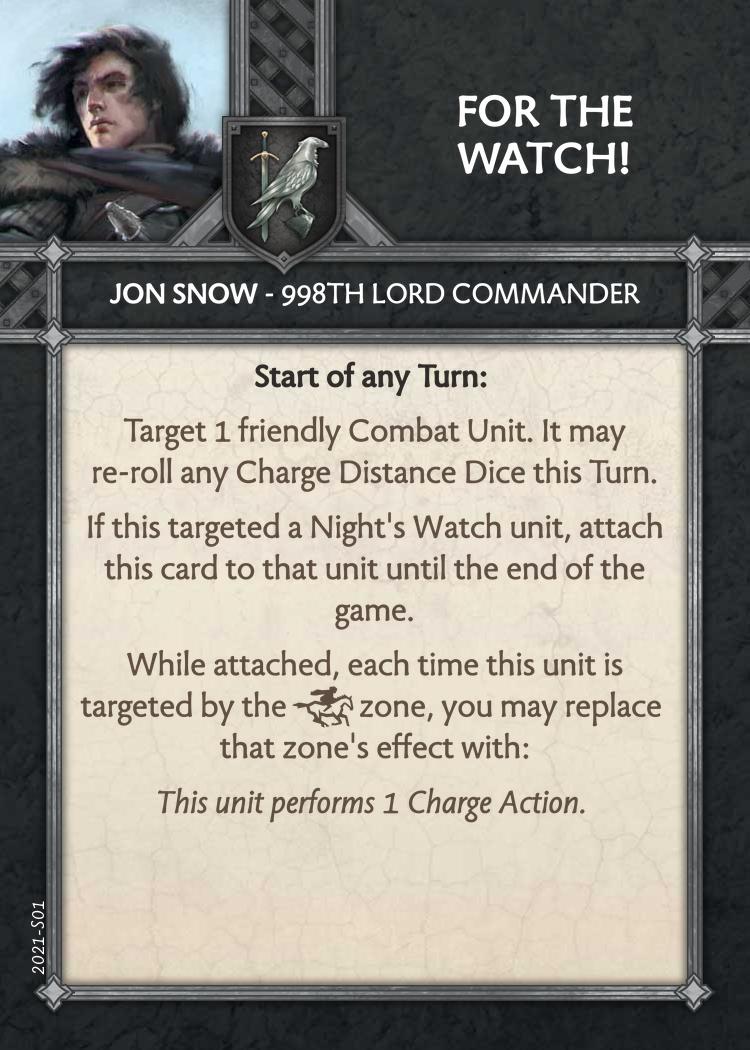 FOR THE
WATCH!
JON SNOW - 998TH LORD COMMANDER
Start of any Turn:
Target 1 friendly Combat Unit. It may
re-roll any Charge Distance Dice this Turn.
If this targeted a Night's Watch unit, attach
this card to that unit until the end of the
game.
While attached, each time this unit is
targeted by the zone, you may replace
that zone's effect with:
This unit performs 1 Charge Action.
2021-S01